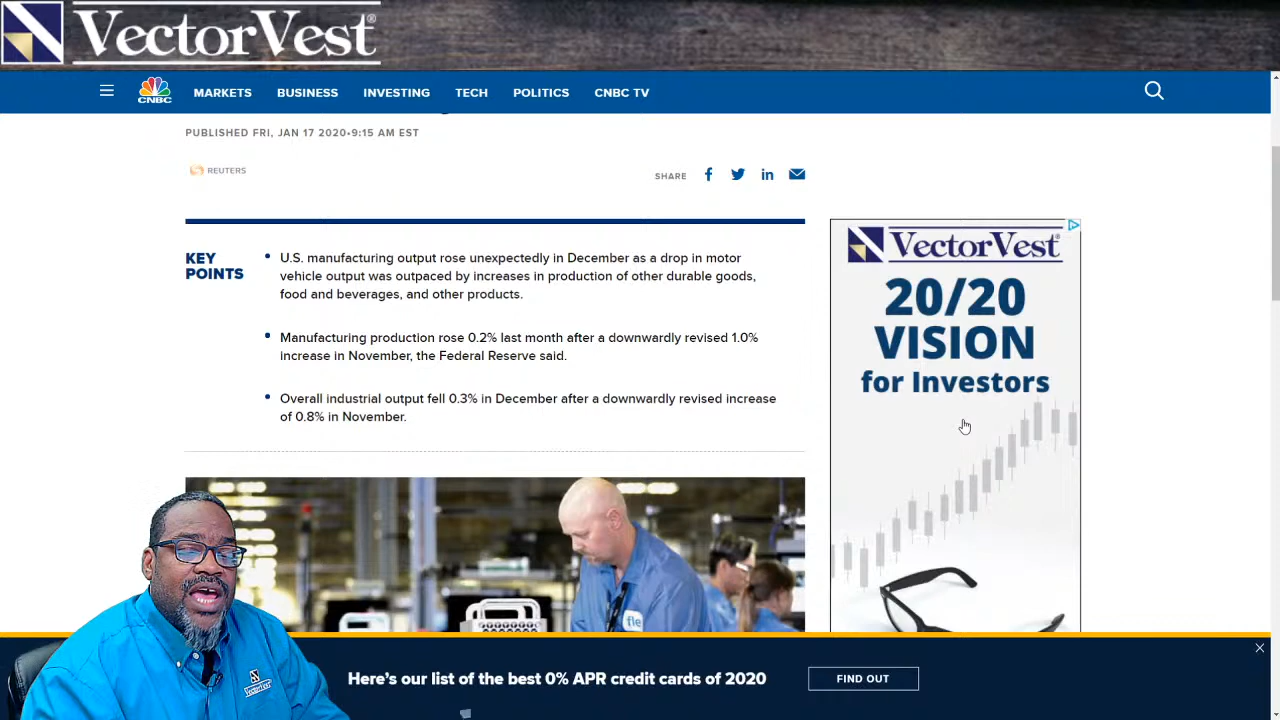 VectorVest®
CNBC
MARKETS
BUSINESS
INVESTING
TECH
POLITICS
CNBC TV
PUBLISHED FRI, JAN 17 2020•9:15 AM EST
REUTERS
SHARE
KEY
POINTS
U.S. manufacturing output rose unexpectedly in December as a drop in motor
vehicle output was outpaced by increases in production of other durable goods,
food and beverages, and other products.
Manufacturing production rose 0.2% last month after a downwardly revised 1.0%
increase in November, the Federal Reserve said.
Overall industrial output fell 0.3% in December after a downwardly revised increase
of 0.8% in November.
VectorVest®
20/20
VISION
for Investors
fle
VectorVest
Here's our list of the best 0% APR credit cards of 2020
FIND OUT